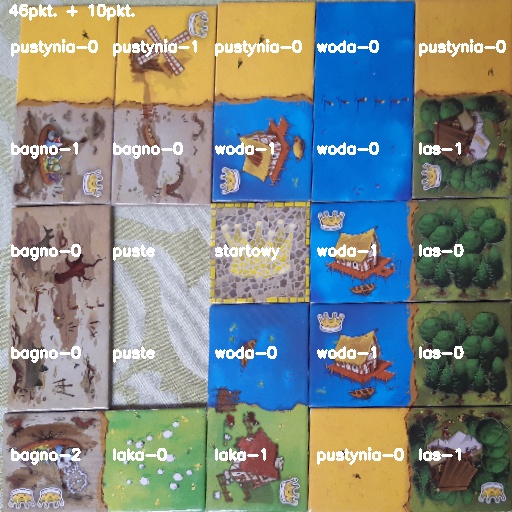 46pkt. + 10pkt.
pustynia-0 pustynia-1 pustynia-0 woda-0 pustynia-0
bagno-1 bagno-0 woda-1 woda-0 las-1
bagno-0 puste startowy woda-1 las-0
bagno-0 puste woda-0 woda-1 las-0
bagno-2 łąka-0 łąka-1 pustynia-0 las-1